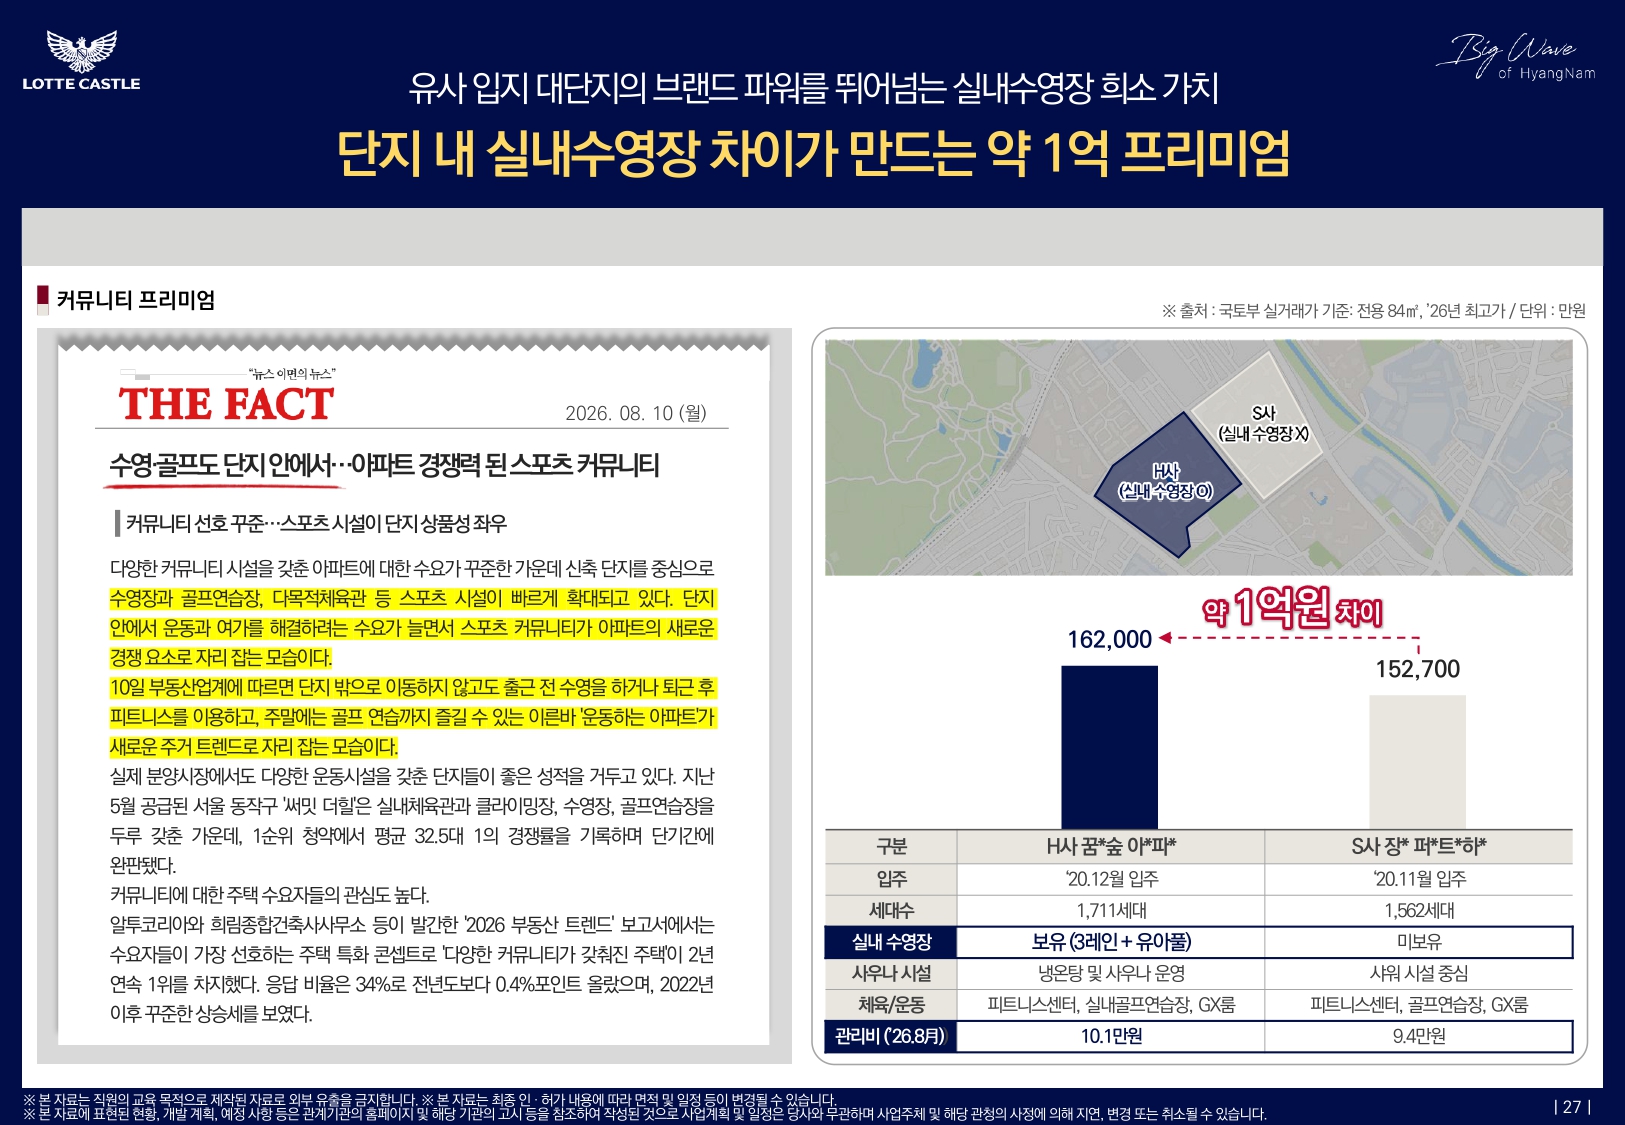 LOTTE CASTLE
Big Wave
of HyangNam
유사 입지 대단지의 브랜드 파워를 뛰어넘는 실내수영장 희소 가치
단지 내 실내수영장 차이가 만드는 약 1억 프리미엄
커뮤니티 프리미엄
※ 출처 : 국토부 실거래가 기준: 전용 84㎡, ’26년 최고가 / 단위 : 만원
“뉴스 이면의 뉴스”
THE FACT
2026. 08. 10 (월)
수영·골프도 단지 안에서…아파트 경쟁력 된 스포츠 커뮤니티
커뮤니티 선호 꾸준…스포츠 시설이 단지 상품성 좌우
다양한 커뮤니티 시설을 갖춘 아파트에 대한 수요가 꾸준한 가운데 신축 단지를 중심으로
수영장과 골프연습장, 다목적체육관 등 스포츠 시설이 빠르게 확대되고 있다. 단지
안에서 운동과 여가를 해결하려는 수요가 늘면서 스포츠 커뮤니티가 아파트의 새로운
경쟁 요소로 자리 잡는 모습이다.
10일 부동산업계에 따르면 단지 밖으로 이동하지 않고도 출근 전 수영을 하거나 퇴근 후
피트니스를 이용하고, 주말에는 골프 연습까지 즐길 수 있는 이른바 '운동하는 아파트'가
새로운 주거 트렌드로 자리 잡는 모습이다.
실제 분양시장에서도 다양한 운동시설을 갖춘 단지들이 좋은 성적을 거두고 있다. 지난
5월 공급된 서울 동작구 '써밋 더힐'은 실내체육관과 클라이밍장, 수영장, 골프연습장을
두루 갖춘 가운데, 1순위 청약에서 평균 32.5대 1의 경쟁률을 기록하며 단기간에
완판됐다.
커뮤니티에 대한 주택 수요자들의 관심도 높다.
알투코리아와 희림종합건축사사무소 등이 발간한 '2026 부동산 트렌드' 보고서에서는
수요자들이 가장 선호하는 주택 특화 콘셉트로 '다양한 커뮤니티가 갖춰진 주택'이 2년
연속 1위를 차지했다. 응답 비율은 34%로 전년도보다 0.4%포인트 올랐으며, 2022년
이후 꾸준한 상승세를 보였다.
S사
(실내 수영장 X)
H사
(실내 수영장 O)
약 1억원 차이
162,000
152,700
구분 H사 꿈*숲 아*파* S사 장* 퍼*트*하*
입주 ‘20.12월 입주 ‘20.11월 입주
세대수 1,711세대 1,562세대
실내 수영장 보유 (3레인 + 유아풀) 미보유
사우나 시설 냉온탕 및 사우나 운영 샤워 시설 중심
체육/운동 피트니스센터, 실내골프연습장, GX룸 피트니스센터, 골프연습장, GX룸
관리비 (’26.8月) 10.1만원 9.4만원
※ 본 자료는 직원의 교육 목적으로 제작된 자료로 외부 유출을 금지합니다. ※ 본 자료는 최종 인 · 허가 내용에 따라 면적 및 일정 등이 변경될 수 있습니다.
※ 본 자료에 표현된 현황, 개발 계획, 예정 사항 등은 관계기관의 홈페이지 및 해당 기관의 고시 등을 참조하여 작성된 것으로 사업계획 및 일정은 당사와 무관하며 사업주체 및 해당 관청의 사정에 의해 지연, 변경 또는 취소될 수 있습니다.
| 27 |